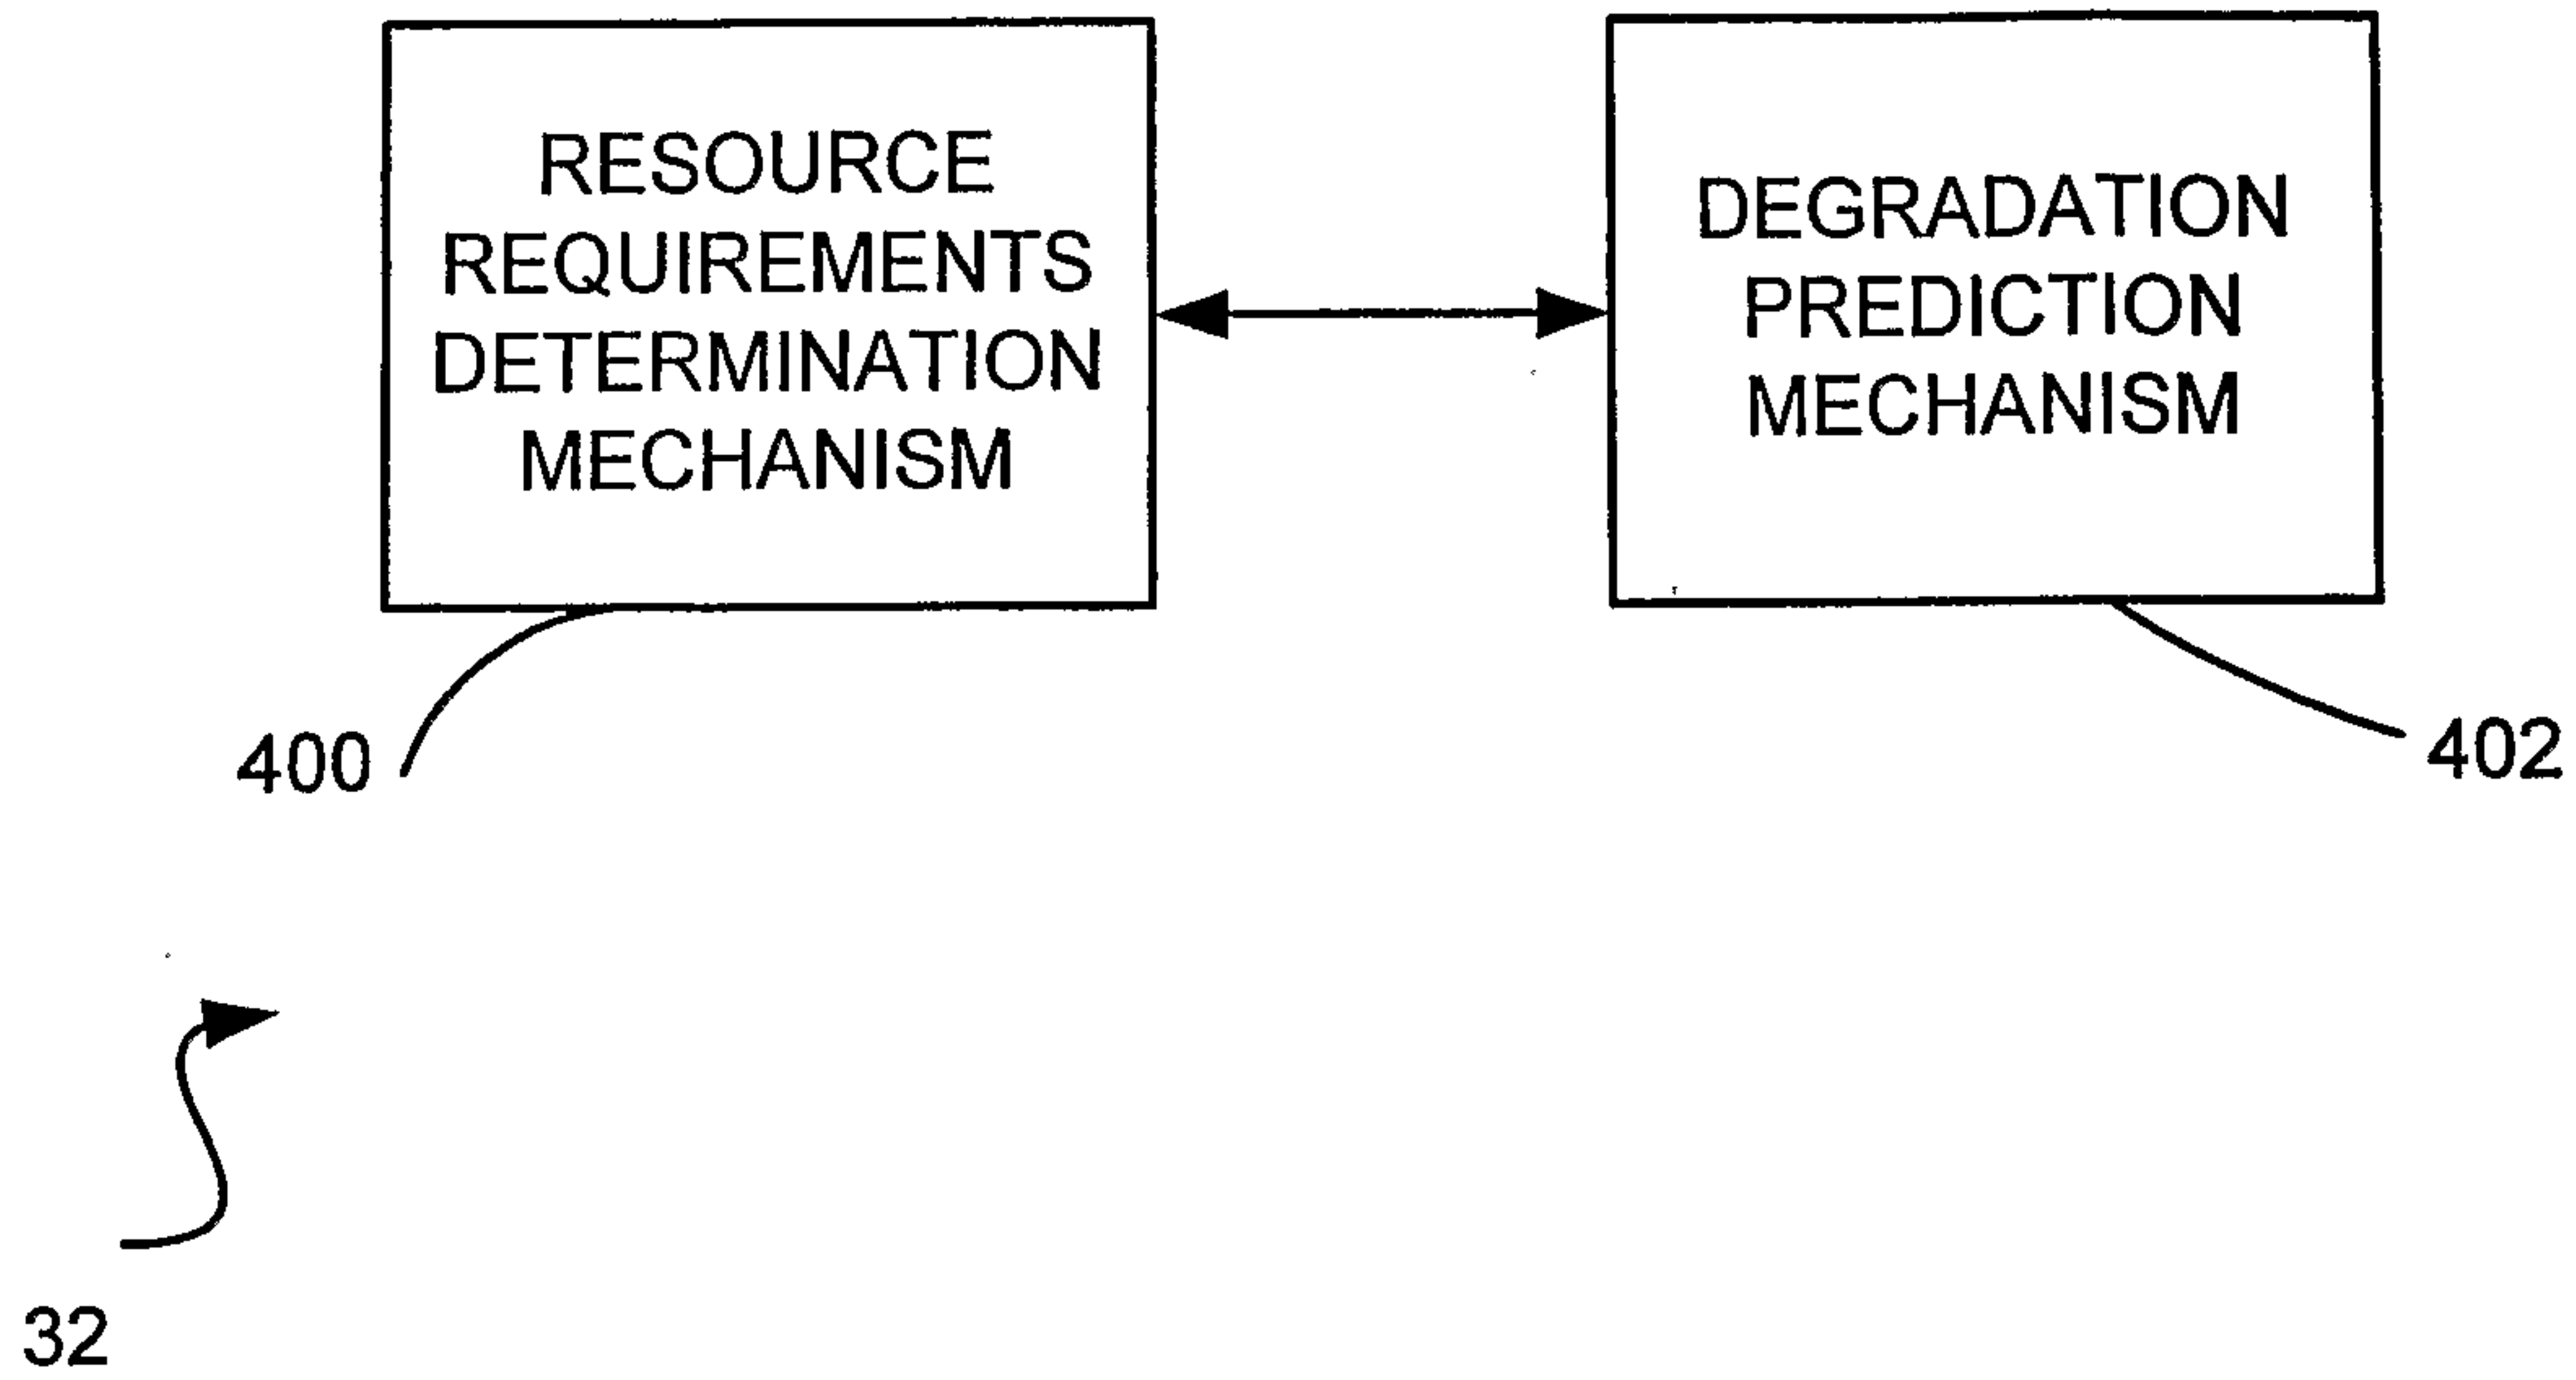 RESOURCE
REQUIREMENTS
DETERMINATION
MECHANISM
DEGRADATION
PREDICTION
MECHANISM
400
402
32